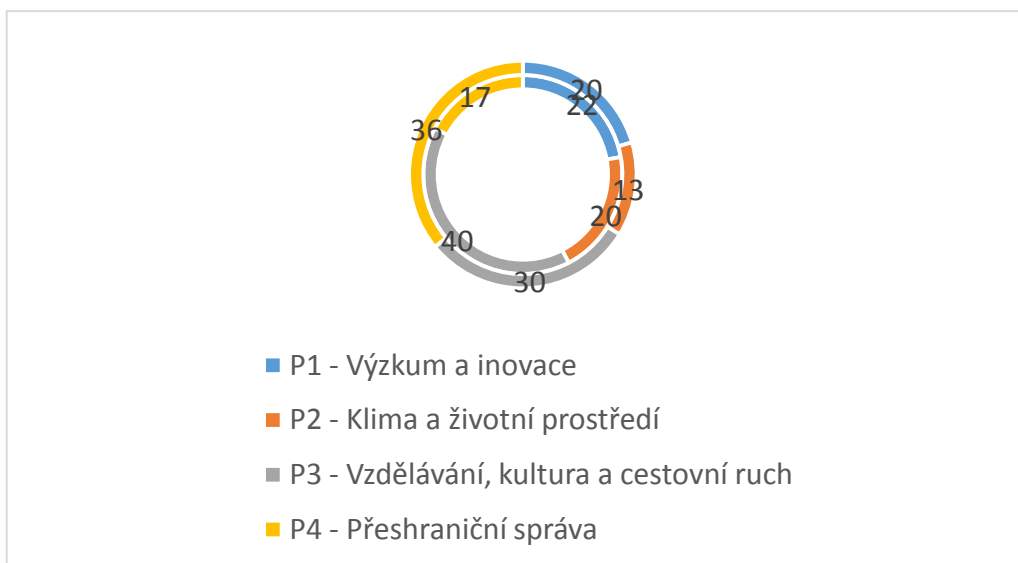 20
22
17
36
13
20
40
30
P1 - Výzkum a inovace
P2 - Klima a životní prostředí
P3 - Vzdělávání, kultura a cestovní ruch
P4 - Přeshraniční správa